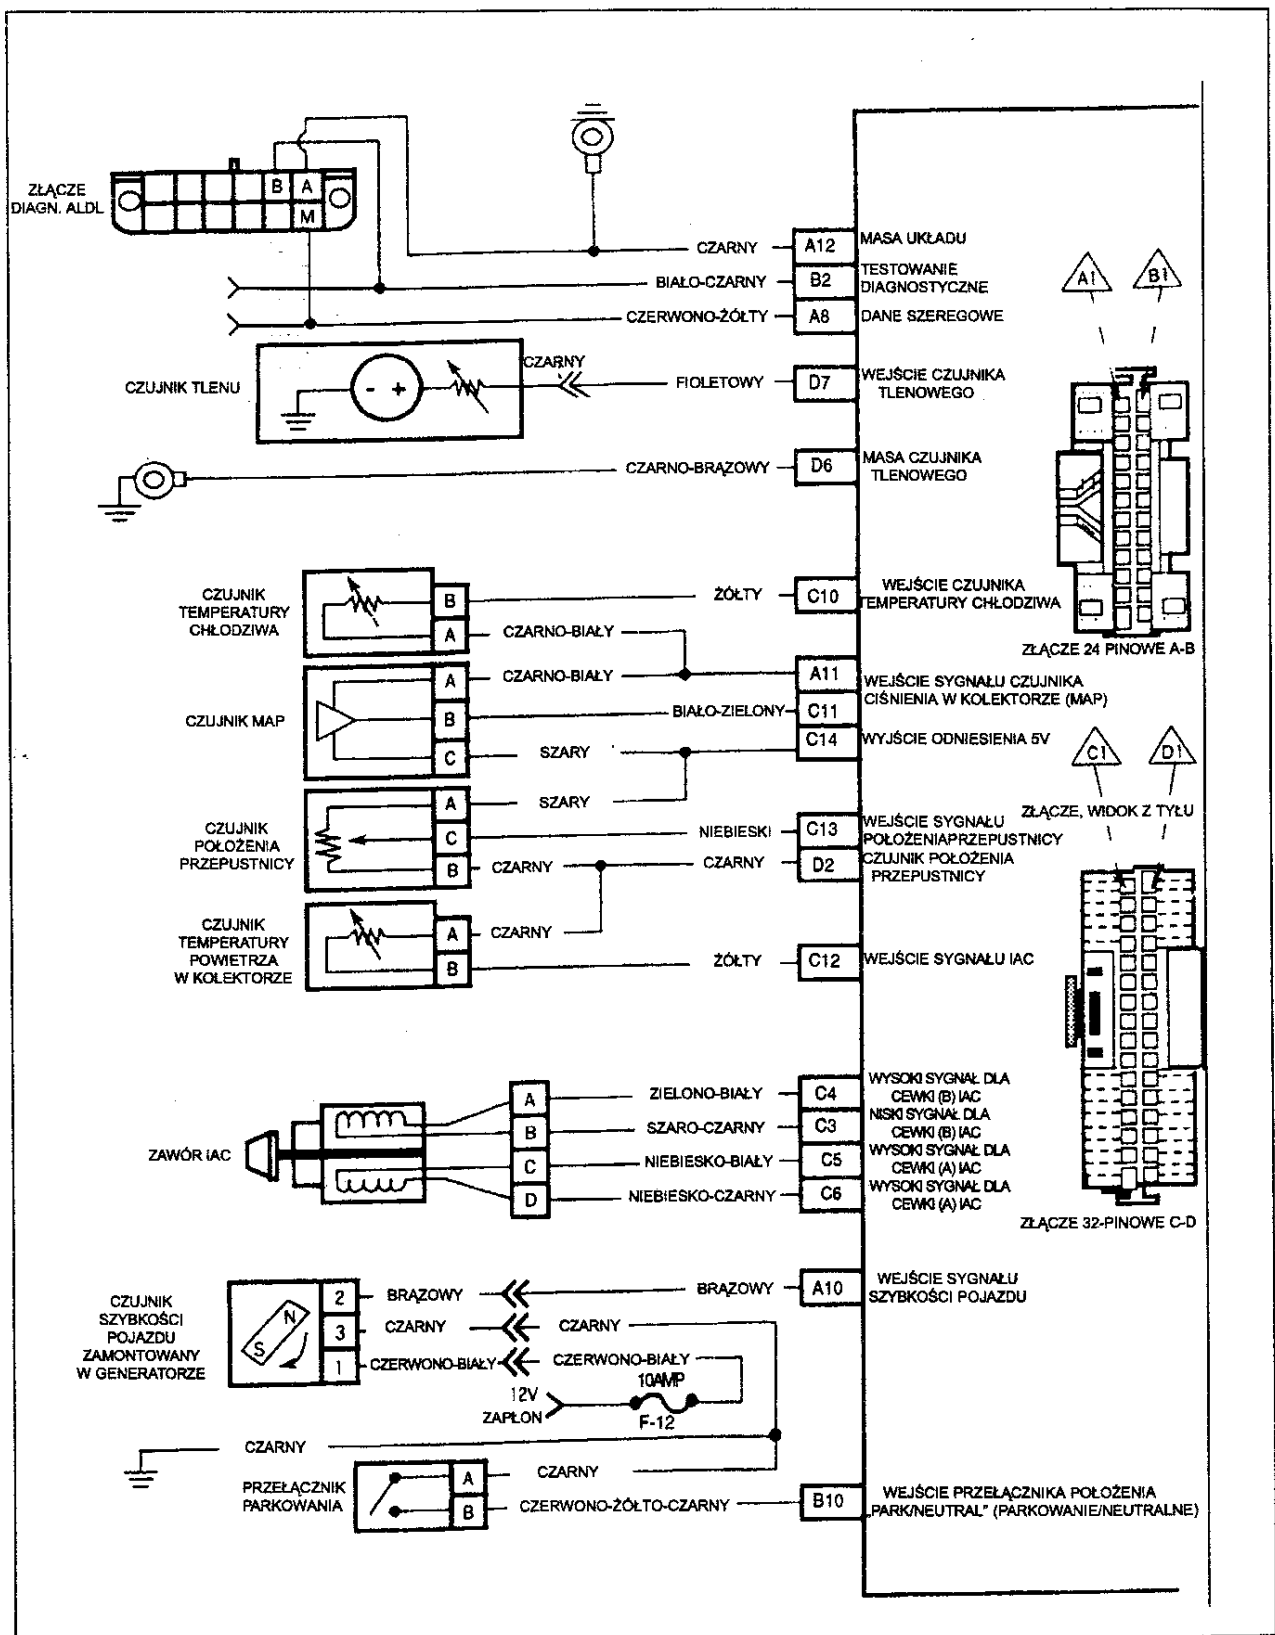 ZŁĄCZE
DIAGN. ALDL
B A
M
CZARNY
A12
MASA UKŁADU
BIAŁO-CZARNY
B2
TESTOWANIE
DIAGNOSTYCZNE
CZERWONO-ŻÓŁTY
A8
DANE SZEREGOWE
A1
B1
CZUJNIK TLENU
- +
CZARNY
FIOLETOWY
D7
WEJŚCIE CZUJNIKA
TLENOWEGO
CZARNO-BRĄZOWY
D6
MASA CZUJNIKA
TLENOWEGO
CZUJNIK
TEMPERATURY
CHŁODZIWA
B
A
ŻÓŁTY
C10
WEJŚCIE CZUJNIKA
TEMPERATURY CHŁODZIWA
CZARNO-BIAŁY
ZŁĄCZE 24 PINOWE A-B
CZUJNIK MAP
A
B
C
CZARNO-BIAŁY
A11
WEJŚCIE SYGNAŁU CZUJNIKA
CIŚNIENIA W KOLEKTORZE (MAP)
BIAŁO-ZIELONY
C11
SZARY
C14
WYJŚCIE ODNIESIENIA 5V
C1
D1
ZŁĄCZE, WIDOK Z TYŁU
CZUJNIK
POŁOŻENIA
PRZEPUSTNICY
A
C
B
SZARY
NIEBIESKI
C13
WEJŚCIE SYGNAŁU
POŁOŻENIAPRZEPUSTNICY
CZARNY
CZARNY
D2
CZUJNIK POŁOŻENIA
PRZEPUSTNICY
CZUJNIK
TEMPERATURY
POWIETRZA
W KOLEKTORZE
A
B
CZARNY
ŻÓŁTY
C12
WEJŚCIE SYGNAŁU IAC
ZAWÓR IAC
A
B
C
D
ZIELONO-BIAŁY
C4
WYSOKI SYGNAŁ DLA
CEWKI (B) IAC
SZARO-CZARNY
C3
NISKI SYGNAŁ DLA
CEWKI (B) IAC
NIEBIESKO-BIAŁY
C5
WYSOKI SYGNAŁ DLA
CEWKI (A) IAC
NIEBIESKO-CZARNY
C6
WYSOKI SYGNAŁ DLA
CEWKI (A) IAC
ZŁĄCZE 32-PINOWE C-D
CZUJNIK
SZYBKOŚCI
POJAZDU
ZAMONTOWANY
W GENERATORZE
N
S
2
3
1
BRĄZOWY
BRĄZOWY
A10
WEJŚCIE SYGNAŁU
SZYBKOŚCI POJAZDU
CZARNY
CZARNY
CZERWONO-BIAŁY
CZERWONO-BIAŁY
10AMP
12V
ZAPŁON
F-12
CZARNY
PRZEŁĄCZNIK
PARKOWANIA
A
B
CZARNY
CZERWONO-ŻÓŁTO-CZARNY
B10
WEJŚCIE PRZEŁĄCZNIKA POŁOŻENIA
„PARK/NEUTRAL” (PARKOWANIE/NEUTRALNE)